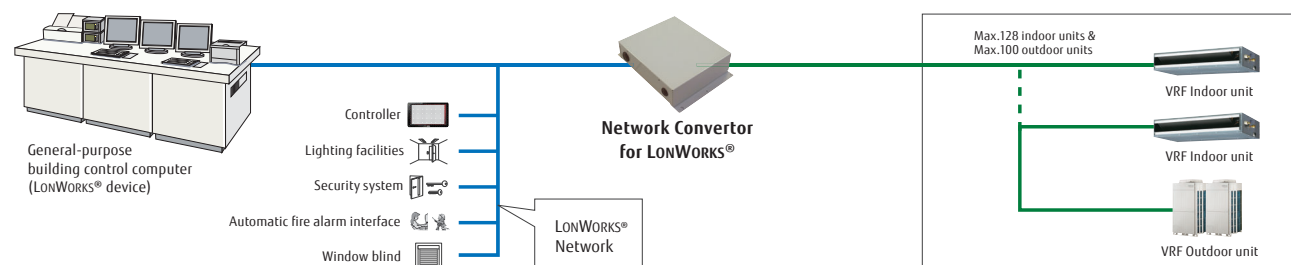 General-purpose
building control computer
(LONWORKS® device)
Controller
Lighting facilities
Security system
Automatic fire alarm interface
Window blind
LONWORKS®
Network
Network Convertor
for LONWORKS®
Max.128 indoor units &
Max.100 outdoor units
VRF Indoor unit
VRF Indoor unit
VRF Outdoor unit